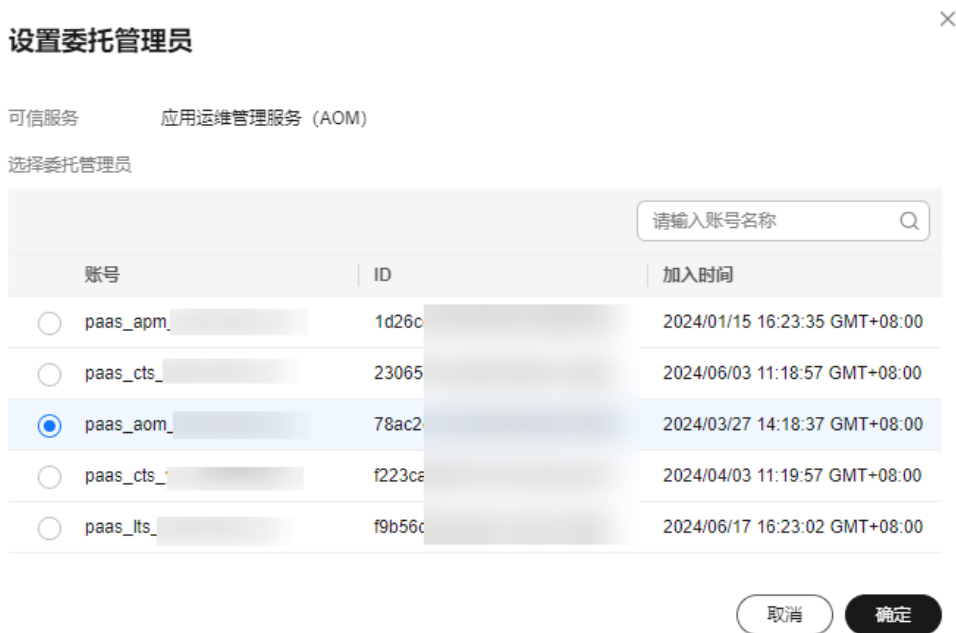 设置委托管理员
可信服务 应用运维管理服务（AOM）
选择委托管理员
请输入账号名称
账号 ID 加入时间
paas_apm_ 1d26c 2024/01/15 16:23:35 GMT+08:00
paas_cts_ 23065 2024/06/03 11:18:57 GMT+08:00
paas_aom_ 78ac2 2024/03/27 14:18:37 GMT+08:00
paas_cts_ f223ca 2024/04/03 11:19:57 GMT+08:00
paas_lts_ f9b56c 2024/06/17 16:23:02 GMT+08:00
取消 确定